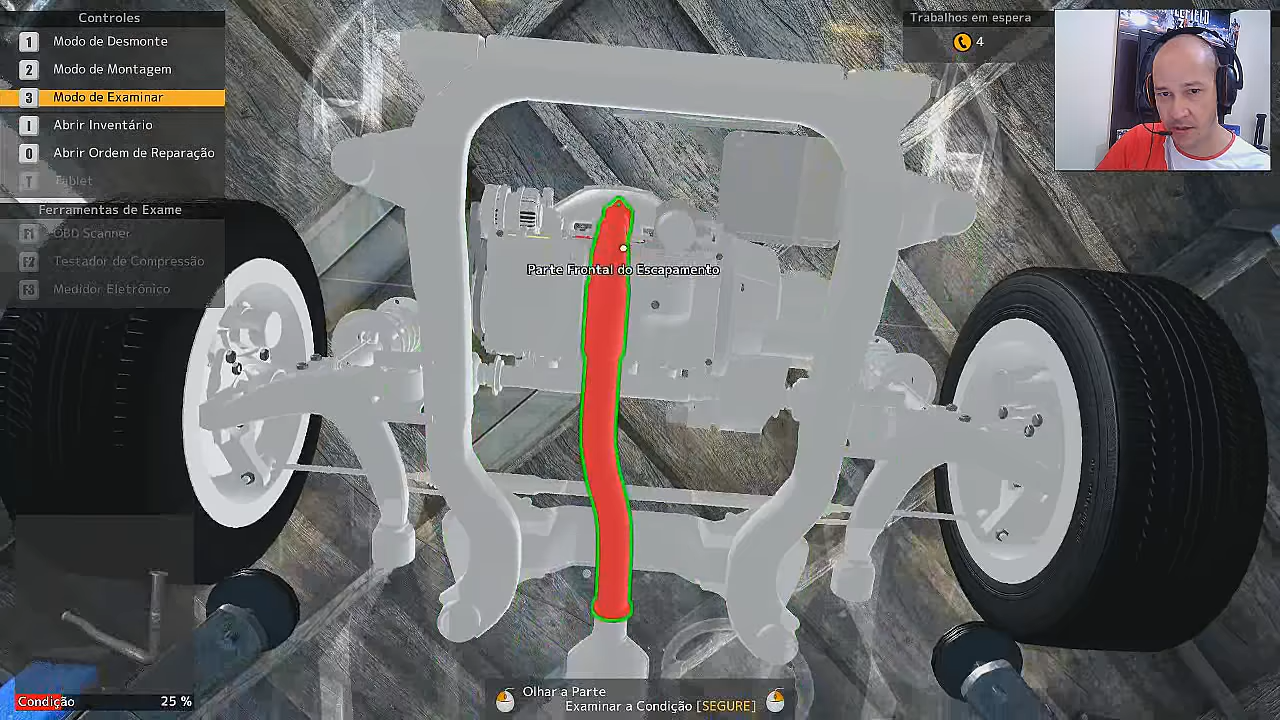 Controles
1 Modo de Desmonte
2 Modo de Montagem
3 Modo de Examinar
I Abrir Inventário
O Abrir Ordem de Reparação
T Tablet
Ferramentas de Exame
F1 OBD Scanner
F2 Testador de Compressão
F3 Medidor Eletrônico
Trabalhos em espera
4
Parte Frontal do Escapamento
Condição 25 %
Olhar a Parte
Examinar a Condição [SEGURE]